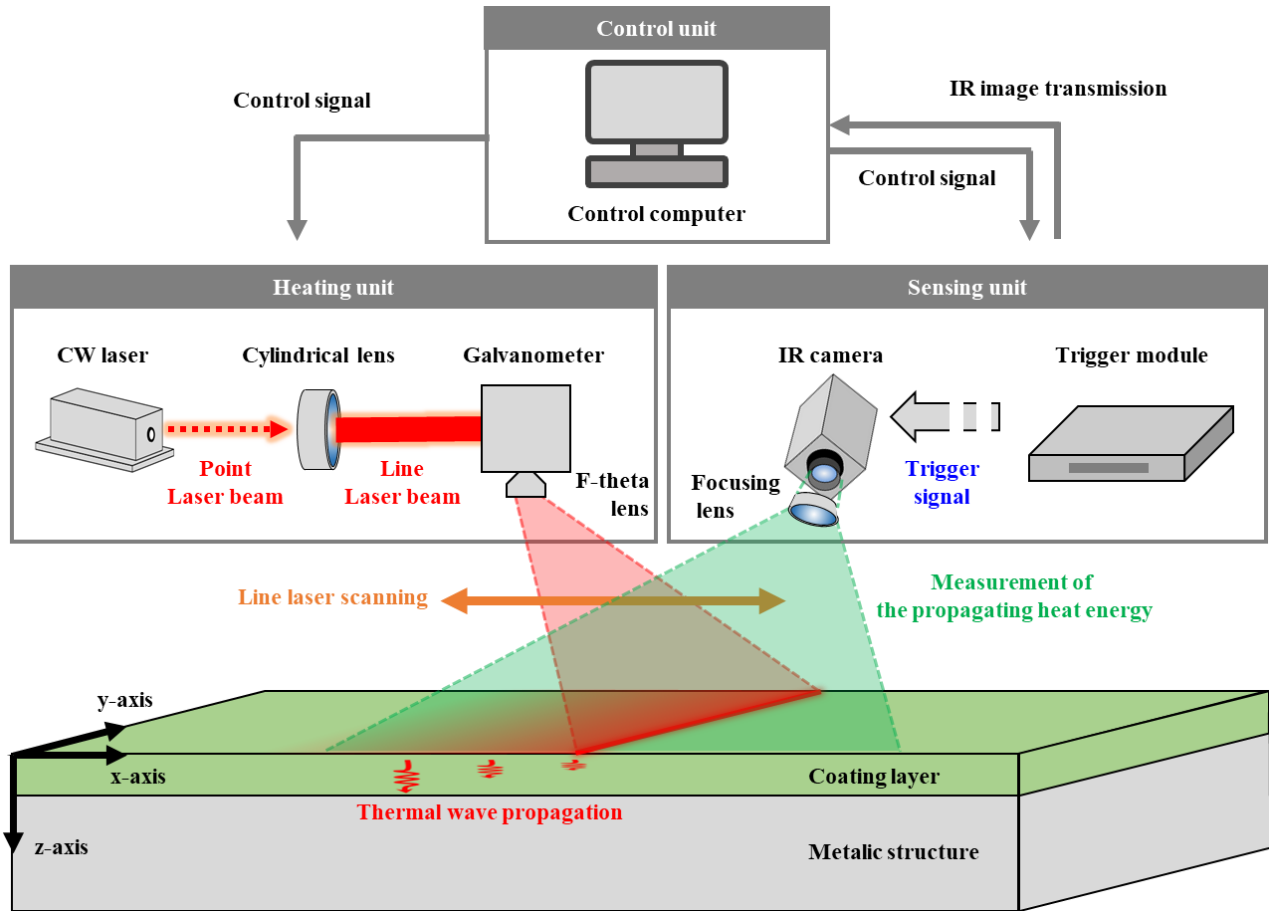 Control unit
Control signal
IR image transmission
Control signal
Control computer
Heating unit
CW laser
Cylindrical lens
Galvanometer
Point
Laser beam
Line
Laser beam
F-theta
lens
Sensing unit
IR camera
Trigger module
Focusing
lens
Trigger
signal
Line laser scanning
Measurement of
the propagating heat energy
y-axis
x-axis
z-axis
Coating layer
Thermal wave propagation
Metalic structure